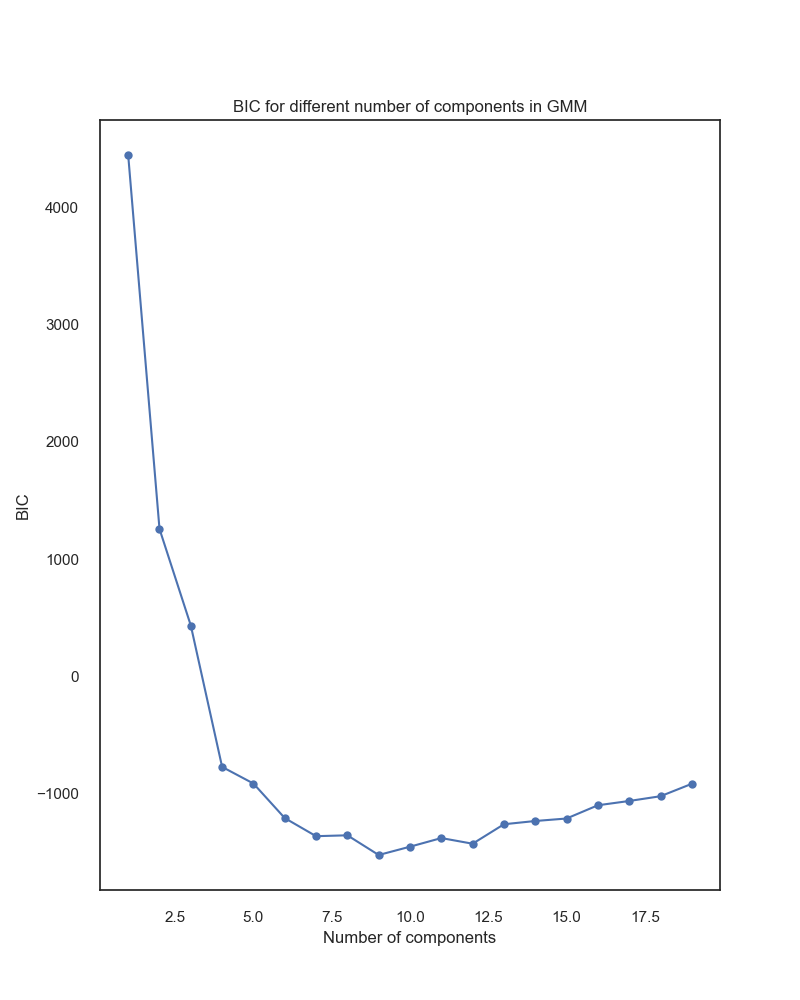 BIC for different number of components in GMM
4000
3000
2000
1000
0
−1000
BIC
2.5 5.0 7.5 10.0 12.5 15.0 17.5
Number of components